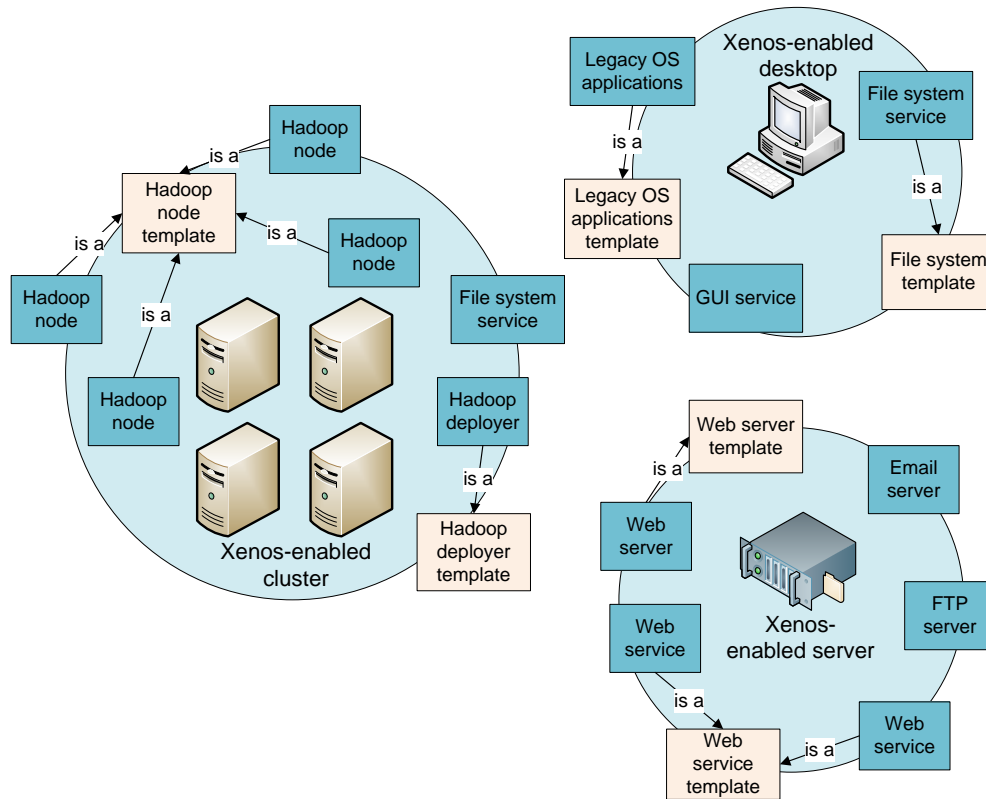 Hadoop
node
is a
Hadoop
node
template
is a
Hadoop
node
is a
Hadoop
node
is a
Hadoop
node
File system
service
Hadoop
deployer
is a
Hadoop
deployer
template
Xenos-enabled
cluster
Xenos-enabled
desktop
Legacy OS
applications
is a
Legacy OS
applications
template
File system
service
is a
File system
template
GUI service
Web server
template
is a
Web
server
Email
server
FTP
server
Xenos-
enabled server
Web
service
is a
Web
service
template
is a
Web
service